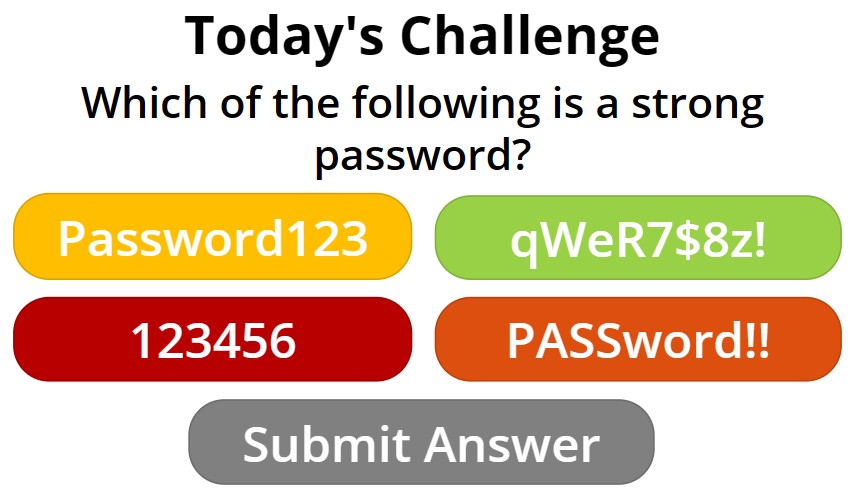 Today's Challenge
Which of the following is a strong
password?
Password123
qWeR7$8z!
123456
PASSword!!
Submit Answer